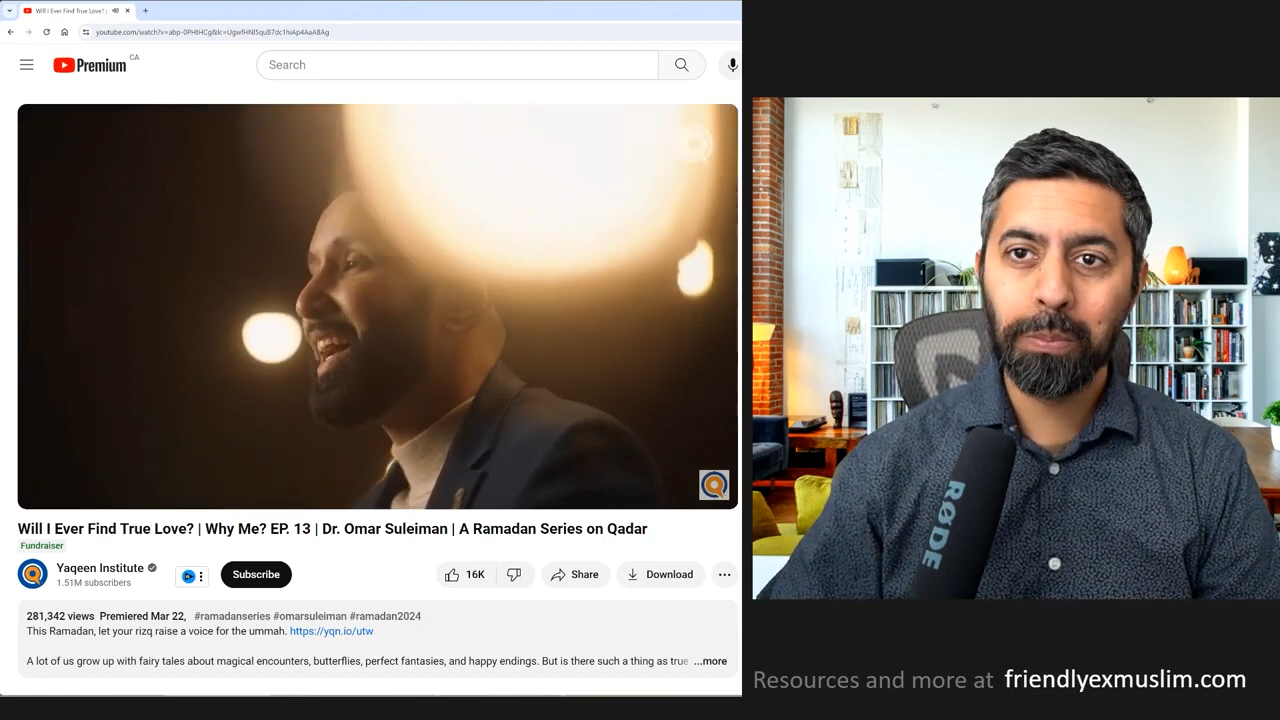 Will I Ever Find True Love? |
youtube.com/watch?v=abp-0PHtHCg&lc=UgwfHNI5quB7dc1hiAp4AaABAg
Premium CA
Search
Will I Ever Find True Love? | Why Me? EP. 13 | Dr. Omar Suleiman | A Ramadan Series on Qadar
Fundraiser
Yaqeen Institute
1.51M subscribers
Subscribe
16K
Share
Download
281,342 views Premiered Mar 22, #ramadanseries #omarsuleiman #ramadan2024
This Ramadan, let your rizq raise a voice for the ummah. https://yqn.io/utw
A lot of us grow up with fairy tales about magical encounters, butterflies, perfect fantasies, and happy endings. But is there such a thing as true ...more
RØDE
Resources and more at friendlyexmuslim.com